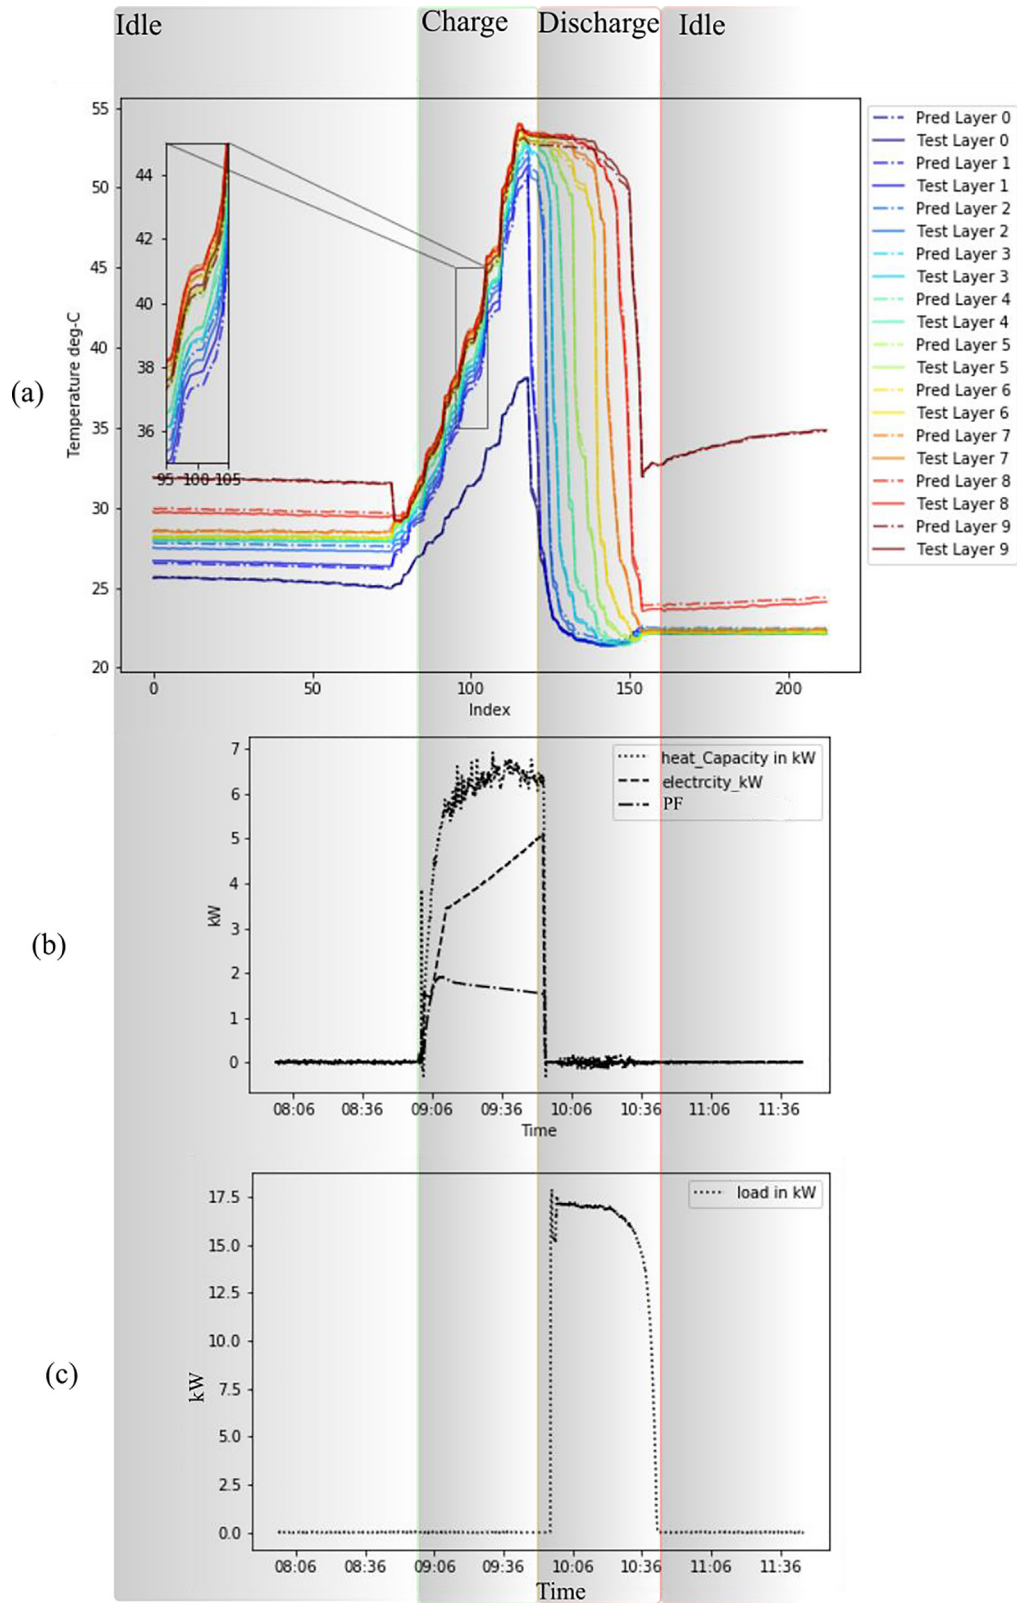 Idle Charge Discharge Idle
(a)
Temperature deg-C
55
50
45
40
35
30
25
20
44
42
40
38
36
95 100 105
0 50 100 150 200
Index
Pred Layer 0
Test Layer 0
Pred Layer 1
Test Layer 1
Pred Layer 2
Test Layer 2
Pred Layer 3
Test Layer 3
Pred Layer 4
Test Layer 4
Pred Layer 5
Test Layer 5
Pred Layer 6
Test Layer 6
Pred Layer 7
Test Layer 7
Pred Layer 8
Test Layer 8
Pred Layer 9
Test Layer 9
(b)
kW
7
6
5
4
3
2
1
0
heat_Capacity in kW
electrcity_kW
PF
08:06 08:36 09:06 09:36 10:06 10:36 11:06 11:36
Time
(c)
kW
17.5
15.0
12.5
10.0
7.5
5.0
2.5
0.0
load in kW
08:06 08:36 09:06 09:36 10:06 10:36 11:06 11:36
Time